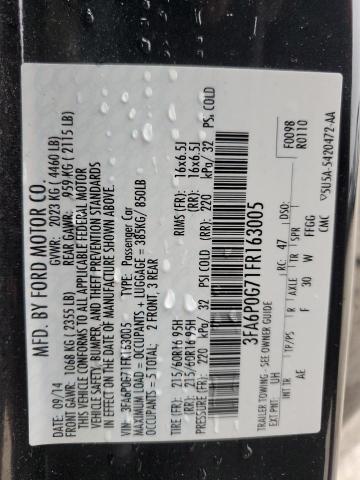 MFD. BY FORD MOTOR CO.
09/14 GVWR: 2023 KG ( 4460 LB)
FRONT GAWR: 1068 KG ( 2355 LB) REAR GAWR: 959 KG ( 2115 LB)
THIS VEHICLE CONFORMS TO ALL APPLICABLE FEDERAL MOTOR
VEHICLE SAFETY, BUMPER, AND THEFT PREVENTION STANDARDS
IN EFFECT ON THE DATE OF MANUFACTURE SHOWN ABOVE.
VIN: 3FA6P0G71FR163005 TYPE: Passenger Car
MAXIMUM LOAD = OCCUPANTS + LUGGAGE = 385KG/ 850LB
OCCUPANTS = 5 TOTAL: 2 FRONT, 3 REAR
(FR): 215/60R16 95H RIMS (FR): 16x6.5J
(RR): 215/60R16 95H (RR): 16x6.5J
PRESSURE (FR): 220 kPa/ 32 PSI COLD (RR): 220 kPa/ 32 PSI COLD
3FA6P0G71FR163005
TRAILER TOWING: SEE OWNER GUIDE
F0098
R0110
EXT PNT: UH RC: 47 DSO:
INT TR TP/PS R AXLE TR SPR
AE F 30 W FFGG
CMC
5U5A-5420472-AA